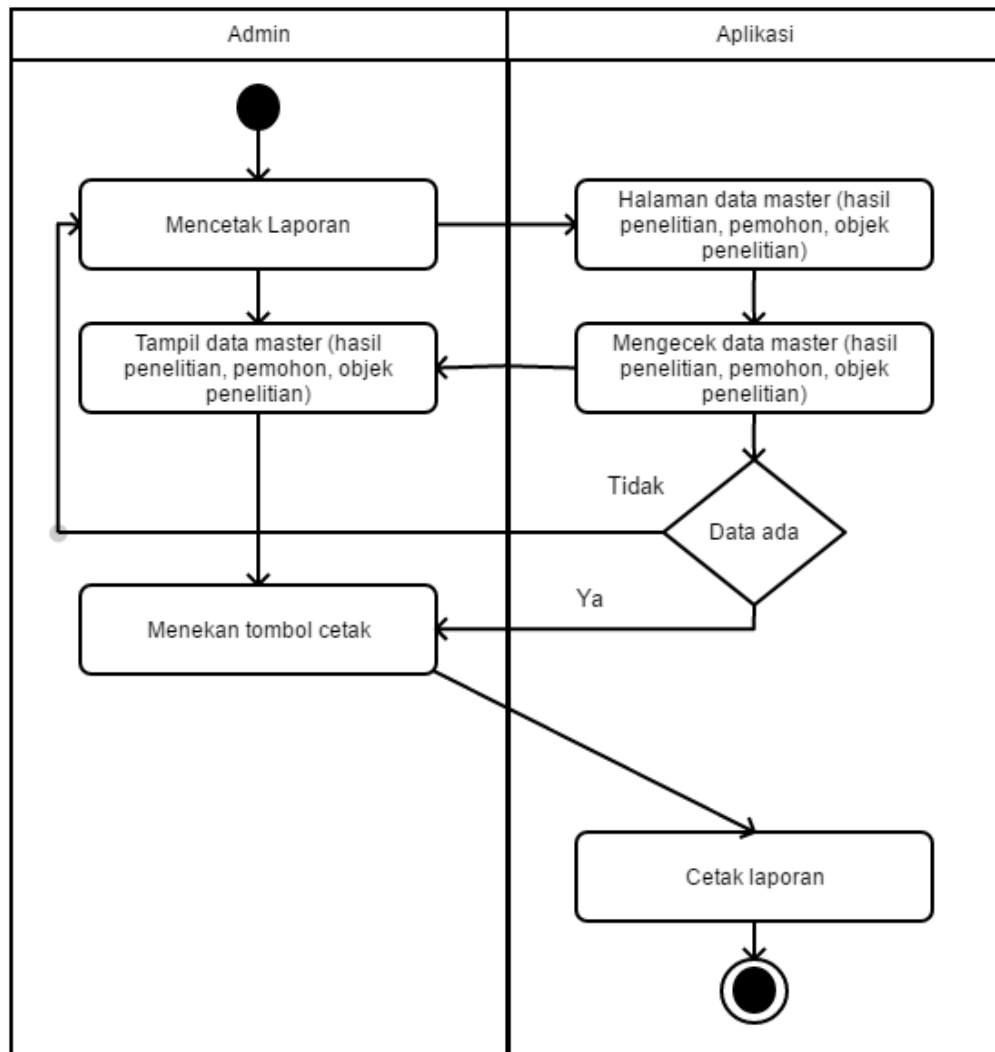 Admin
Aplikasi
Mencetak Laporan
Halaman data master (hasil
penelitian, pemohon, objek
penelitian)
Tampil data master (hasil
penelitian, pemohon, objek
penelitian)
Mengecek data master (hasil
penelitian, pemohon, objek
penelitian)
Tidak
Data ada
Ya
Menekan tombol cetak
Cetak laporan